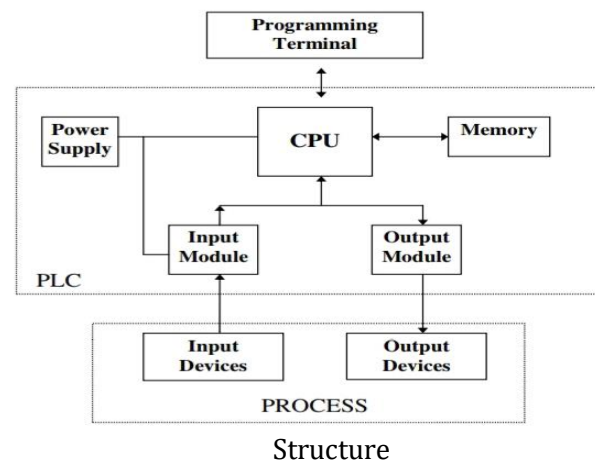 Programming
Terminal
Power
Supply
CPU
Memory
Input
Module
Output
Module
PLC
Input
Devices
Output
Devices
PROCESS
Structure